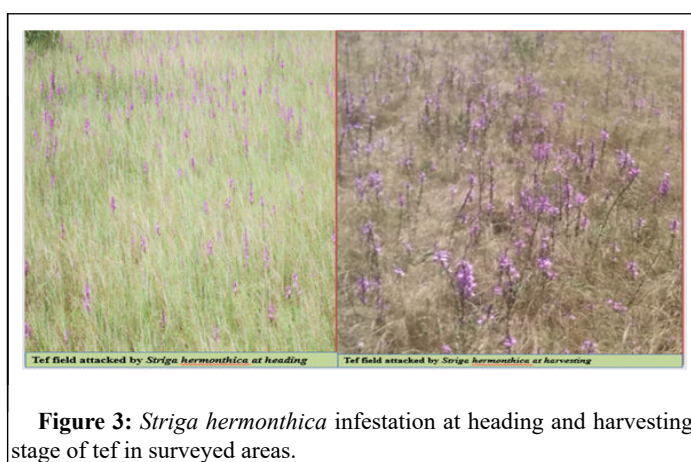 Tef field attacked by Striga hermonthica at heading
Tef field attacked by Striga hermonthica at harvesting
Figure 3: Striga hermonthica infestation at heading and harvesting
stage of tef in surveyed areas.